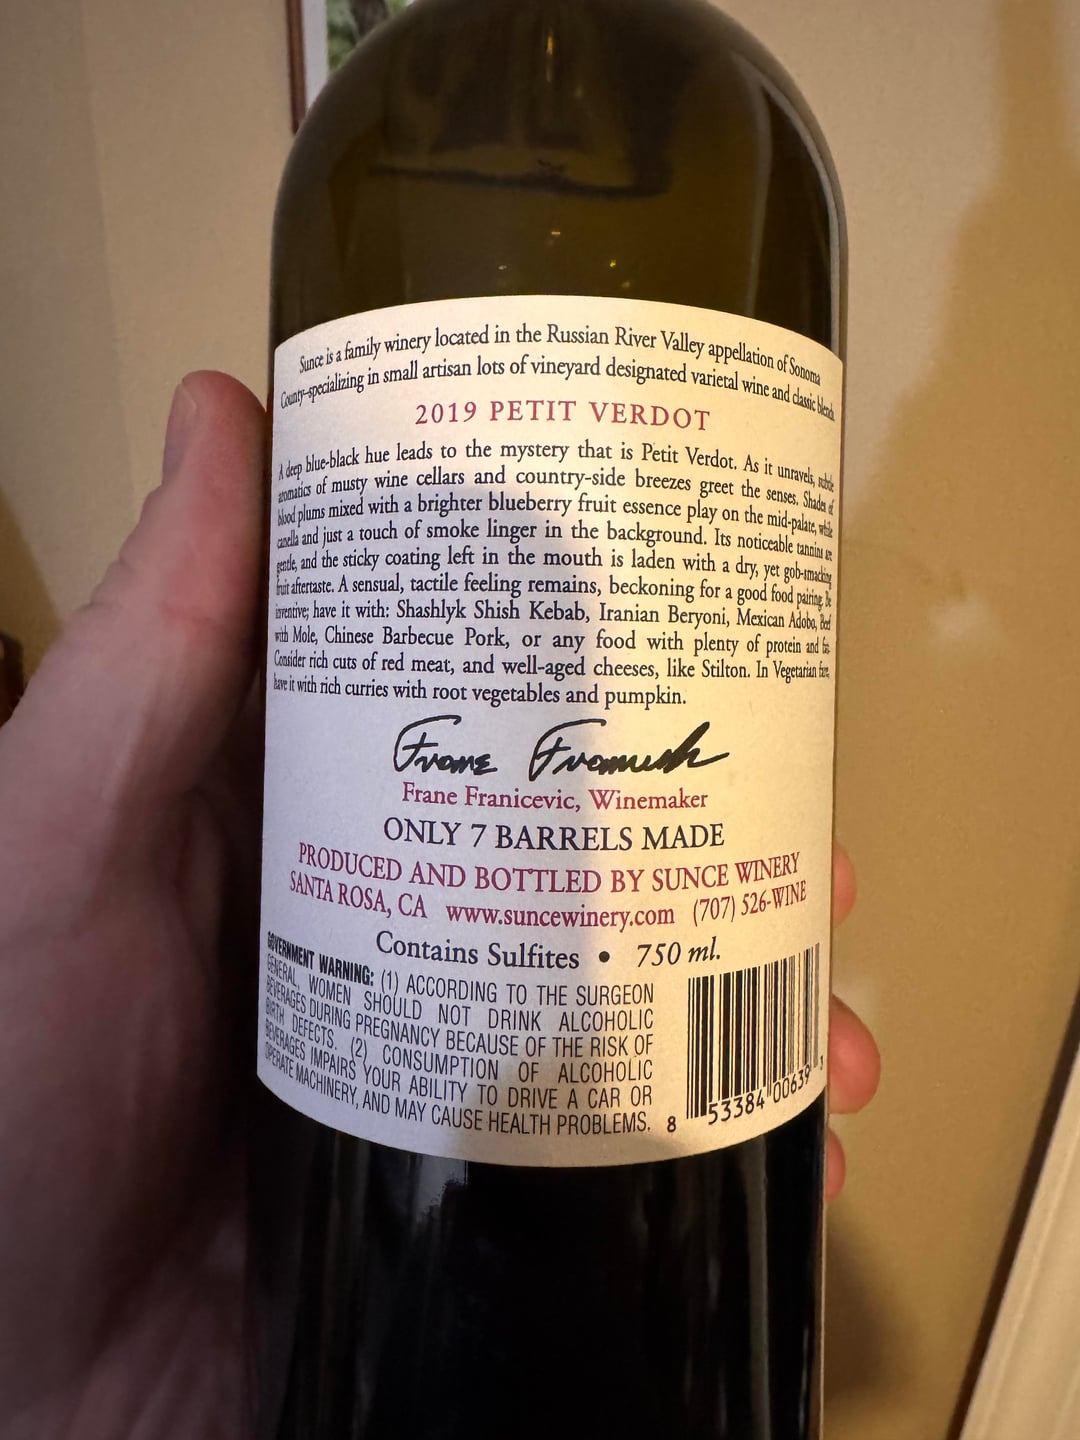 Sunce is a family winery located in the Russian River Valley appellation of Sonoma
County–specializing in small artisan lots of vineyard designated varietal wine and classic blends.
2019 PETIT VERDOT
A deep blue-black hue leads to the mystery that is Petit Verdot. As it unravels, subtle
aromatics of musty wine cellars and country-side breezes greet the senses. Shades of
blood plums mixed with a brighter blueberry fruit essence play on the mid-palate, while
canella and just a touch of smoke linger in the background. Its noticeable tannins are
gentle, and the sticky coating left in the mouth is laden with a dry, yet gob-smacking
fruit aftertaste. A sensual, tactile feeling remains, beckoning for a good food pairing. Be
inventive; have it with: Shashlyk Shish Kebab, Iranian Beryoni, Mexican Adobo, Beef
with Mole, Chinese Barbecue Pork, or any food with plenty of protein and fat.
Consider rich cuts of red meat, and well-aged cheeses, like Stilton. In Vegetarian fare,
have it with rich curries with root vegetables and pumpkin.
Frane Franicevic
Frane Franicevic, Winemaker
ONLY 7 BARRELS MADE
PRODUCED AND BOTTLED BY SUNCE WINERY
SANTA ROSA, CA www.suncewinery.com (707) 526-WINE
Contains Sulfites • 750 ml.
GOVERNMENT WARNING: (1) ACCORDING TO THE SURGEON
GENERAL, WOMEN SHOULD NOT DRINK ALCOHOLIC
BEVERAGES DURING PREGNANCY BECAUSE OF THE RISK OF
BIRTH DEFECTS. (2) CONSUMPTION OF ALCOHOLIC
BEVERAGES IMPAIRS YOUR ABILITY TO DRIVE A CAR OR
OPERATE MACHINERY, AND MAY CAUSE HEALTH PROBLEMS.
8 53384 00639 3